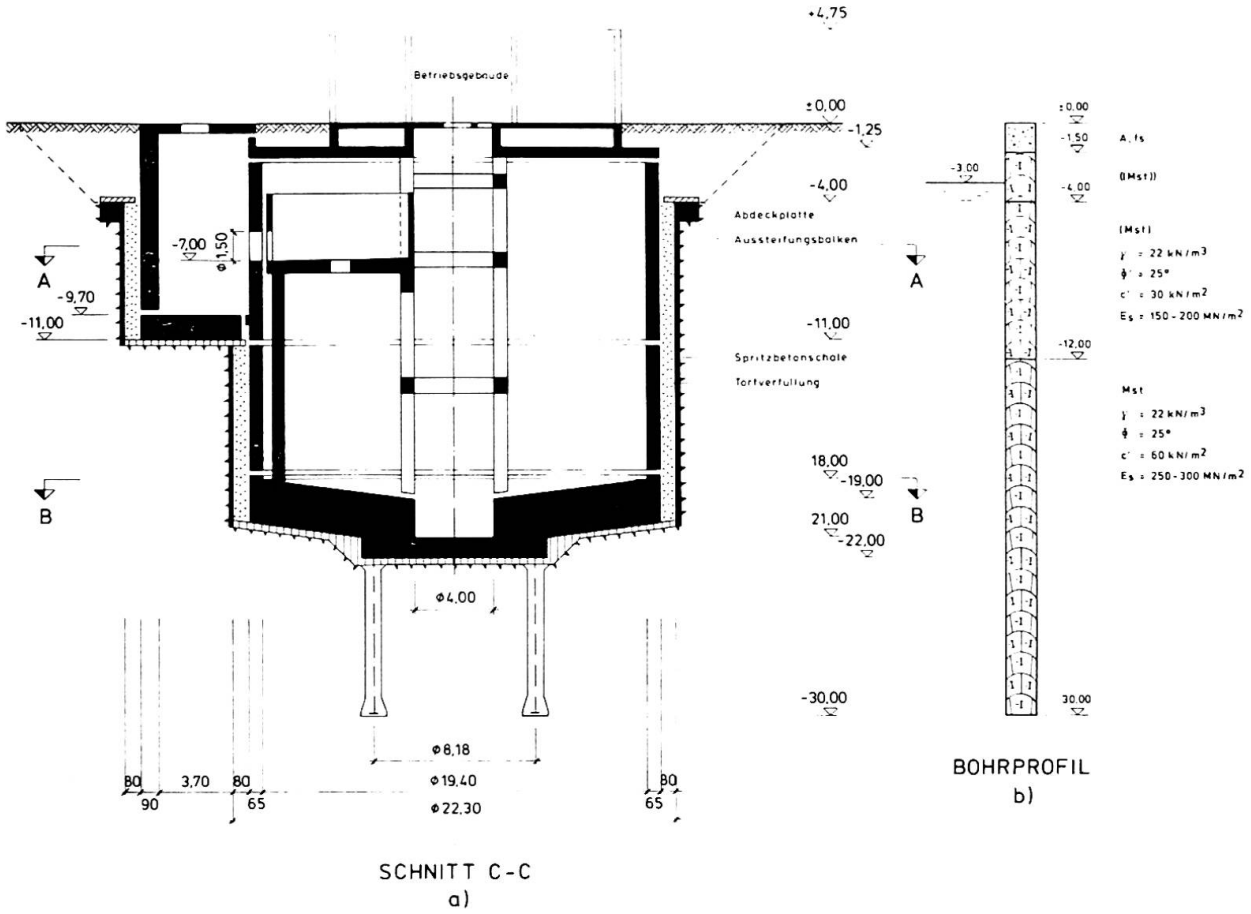 +4,75
Betriebsgebäude
±0,00
-1,25
-4,00
Abdeckplatte
Aussteifungsbalken
-7,00
ϕ1,50
A
A
-9,70
-11,00
-11,00
Spritzbetonschale
Torfverfüllung
18,00
-19,00
B
B
21,00
-22,00
ϕ4,00
-30,00
ϕ8,18
80
3,70
80
ϕ19,40
80
90
65
ϕ22,30
65
SCHNITT C-C
a)
±0,00
-1,50
A, fs
-3,00
((Mst))
-4,00
(Mst)
γ = 22 kN/m³
ϕ' = 25°
c' = 30 kN/m²
Es = 150-200 MN/m²
-12,00
Mst
γ = 22 kN/m³
ϕ = 25°
c' = 60 kN/m²
Es = 250-300 MN/m²
30,00
BOHRPROFIL
b)